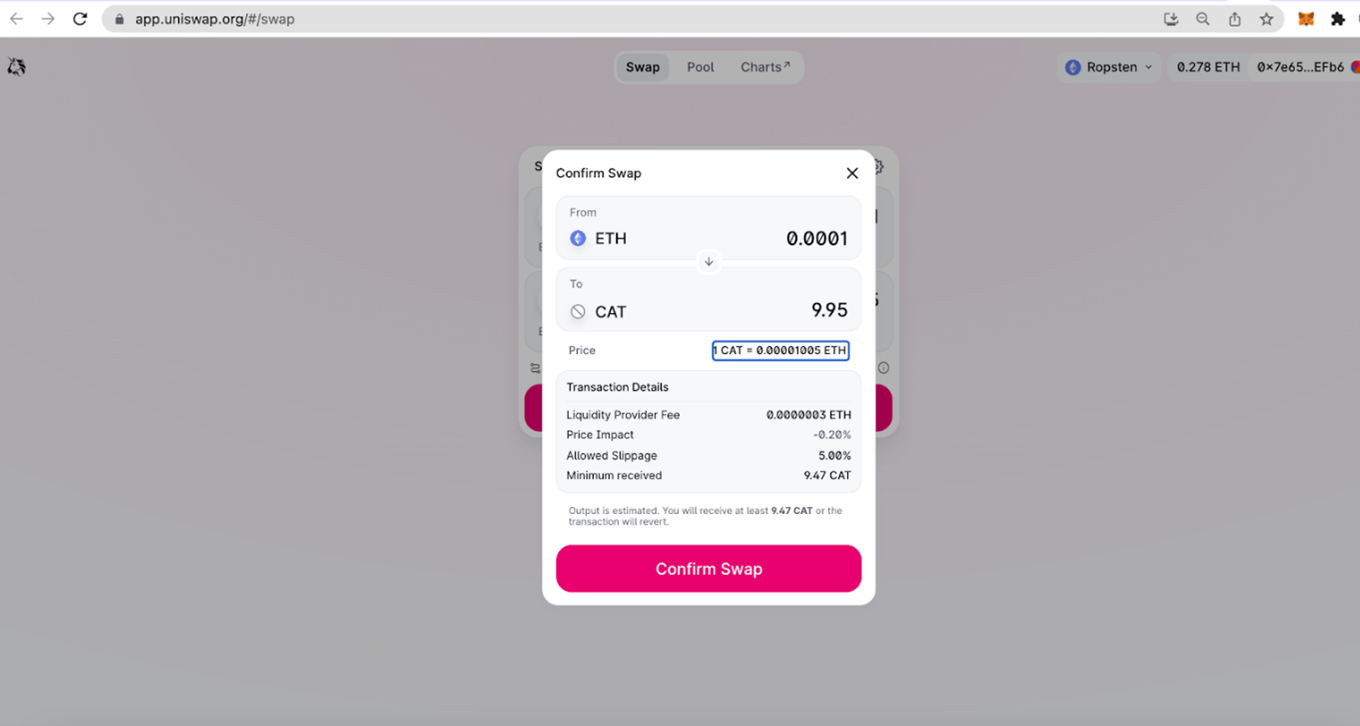 app.uniswap.org/#/swap
Swap Pool Charts↗ Ropsten 0.278 ETH 0x7e65...EFb6
Confirm Swap
From
ETH 0.0001
To
CAT 9.95
Price 1 CAT = 0.00001005 ETH
Transaction Details
Liquidity Provider Fee 0.0000003 ETH
Price Impact -0.20%
Allowed Slippage 5.00%
Minimum received 9.47 CAT
Output is estimated. You will receive at least 9.47 CAT or the
transaction will revert.
Confirm Swap